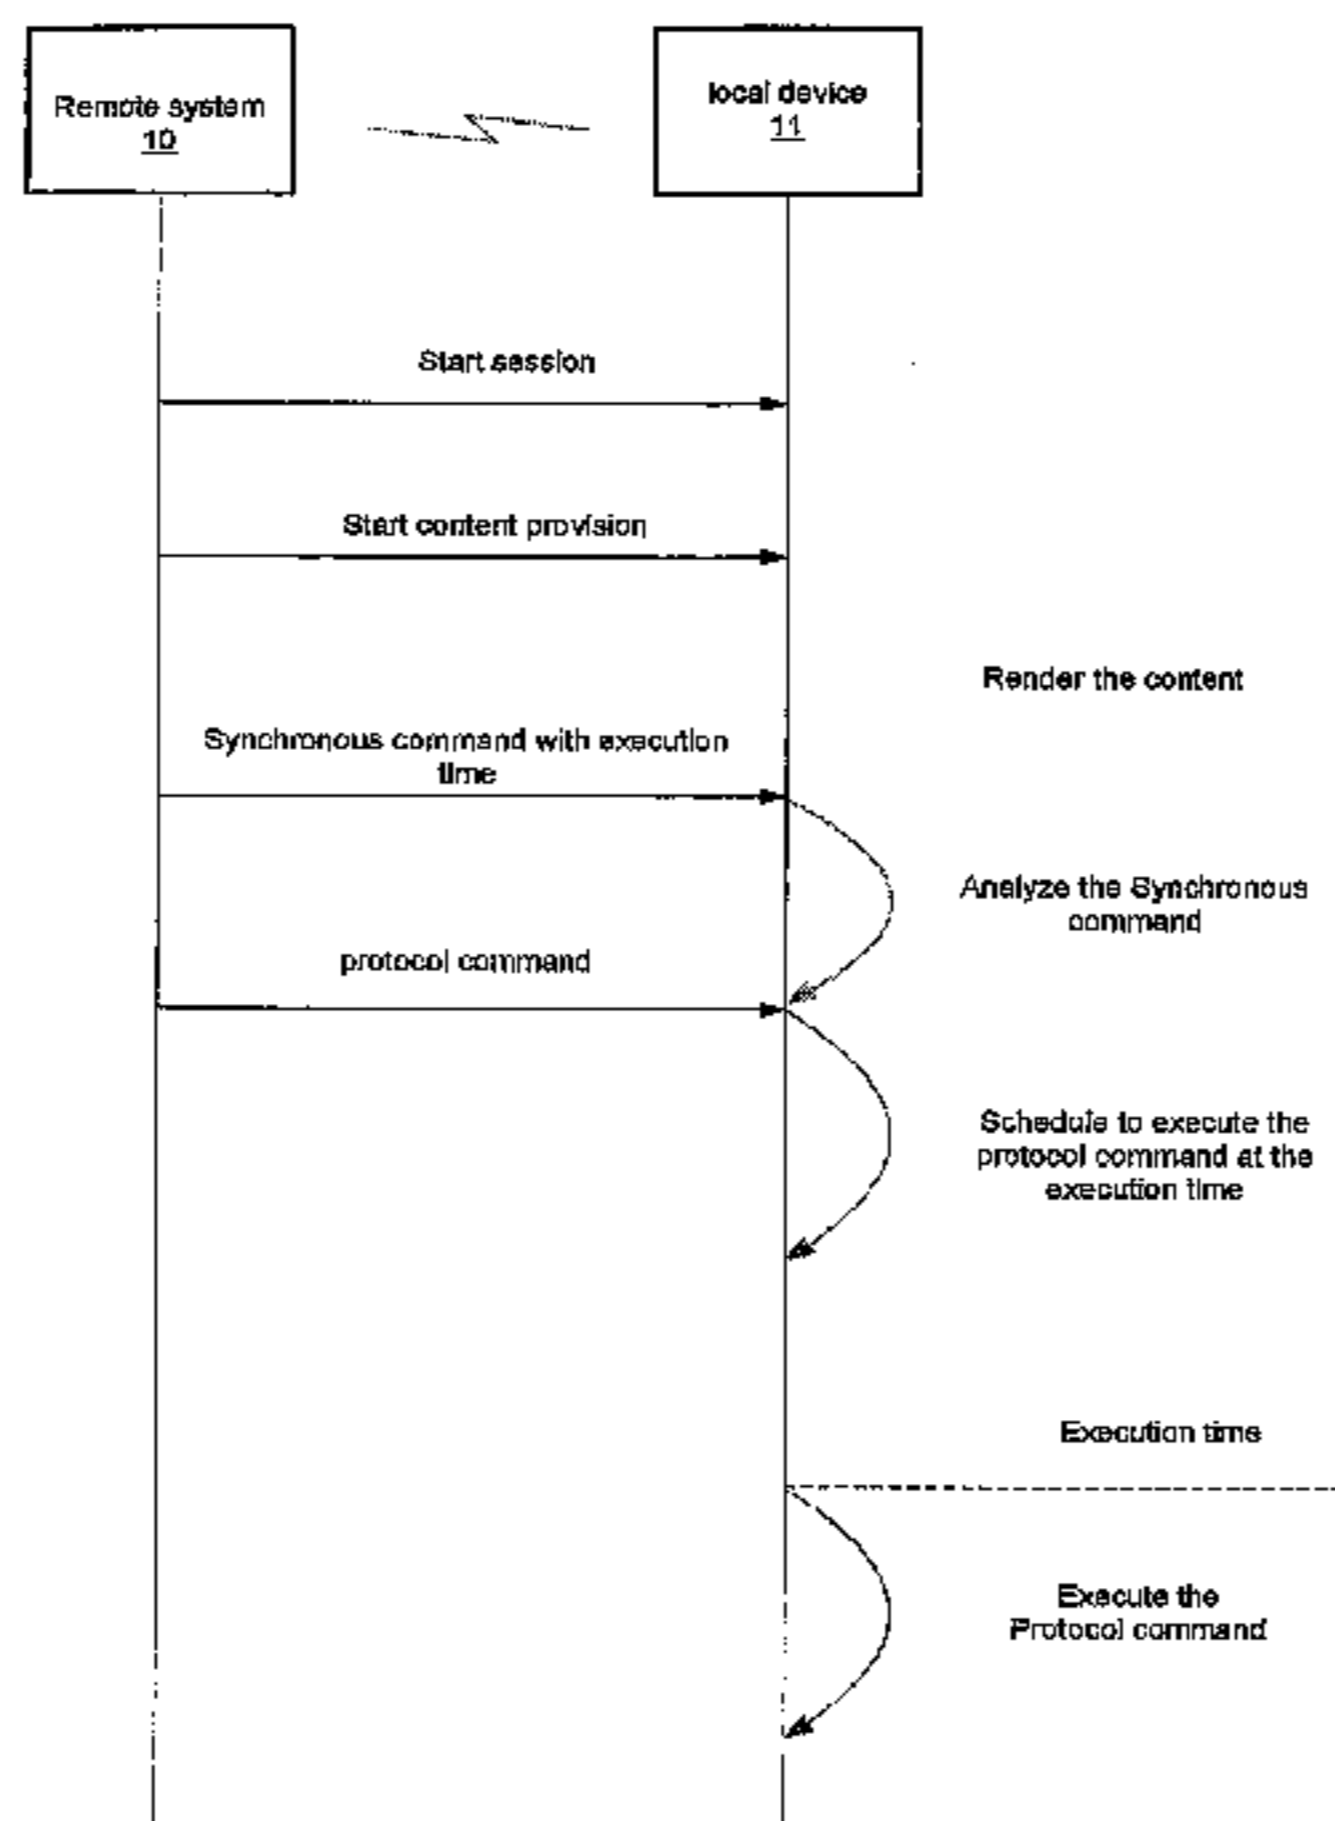 Remote system
10
local device
11
Start session
Start content provision
Render the content
Synchronous command with execution
time
Analyze the Synchronous
command
protocol command
Schedule to execute the
protocol command at the
execution time
Execution time
Execute the
Protocol command